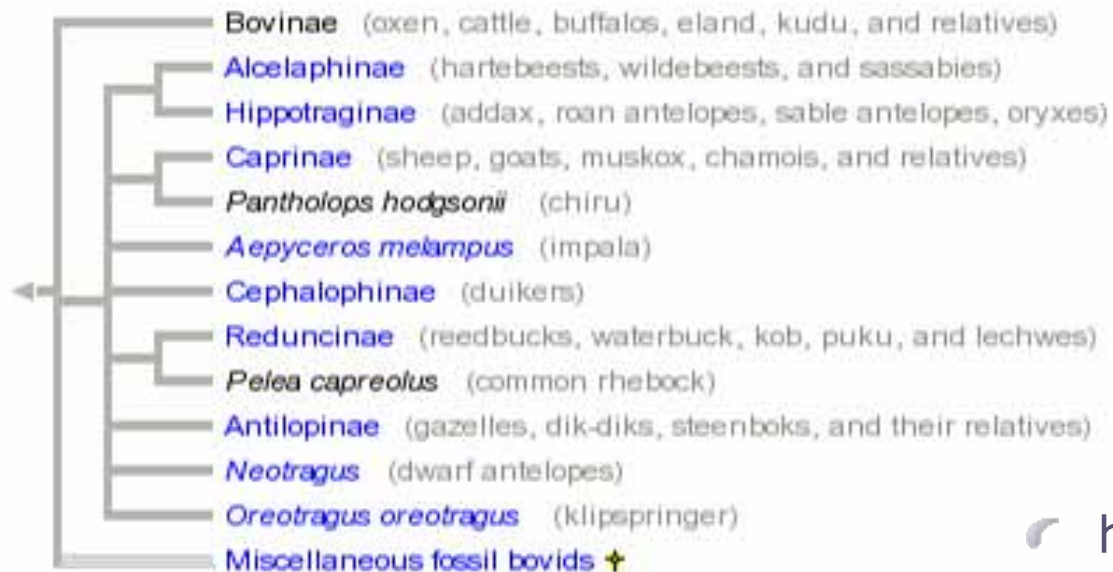 Bovinae (oxen, cattle, buffalos, eland, kudu, and relatives)
Alcelaphinae (hartebeests, wildebeests, and sassabies)
Hippotraginae (addax, roan antelopes, sable antelopes, oryxes)
Caprinae (sheep, goats, muskox, chamois, and relatives)
Pantholops hodgsonii (chiru)
Aepyceros melampus (impala)
Cephalophinae (duikers)
Reduncinae (reedbucks, waterbuck, kob, puku, and lechwes)
Pelea capreolus (common rhebock)
Antilopinae (gazelles, dik-diks, steenboks, and their relatives)
Neotragus (dwarf antelopes)
Oreotragus oreotragus (klipspringer)
Miscellaneous fossil bovids ✝